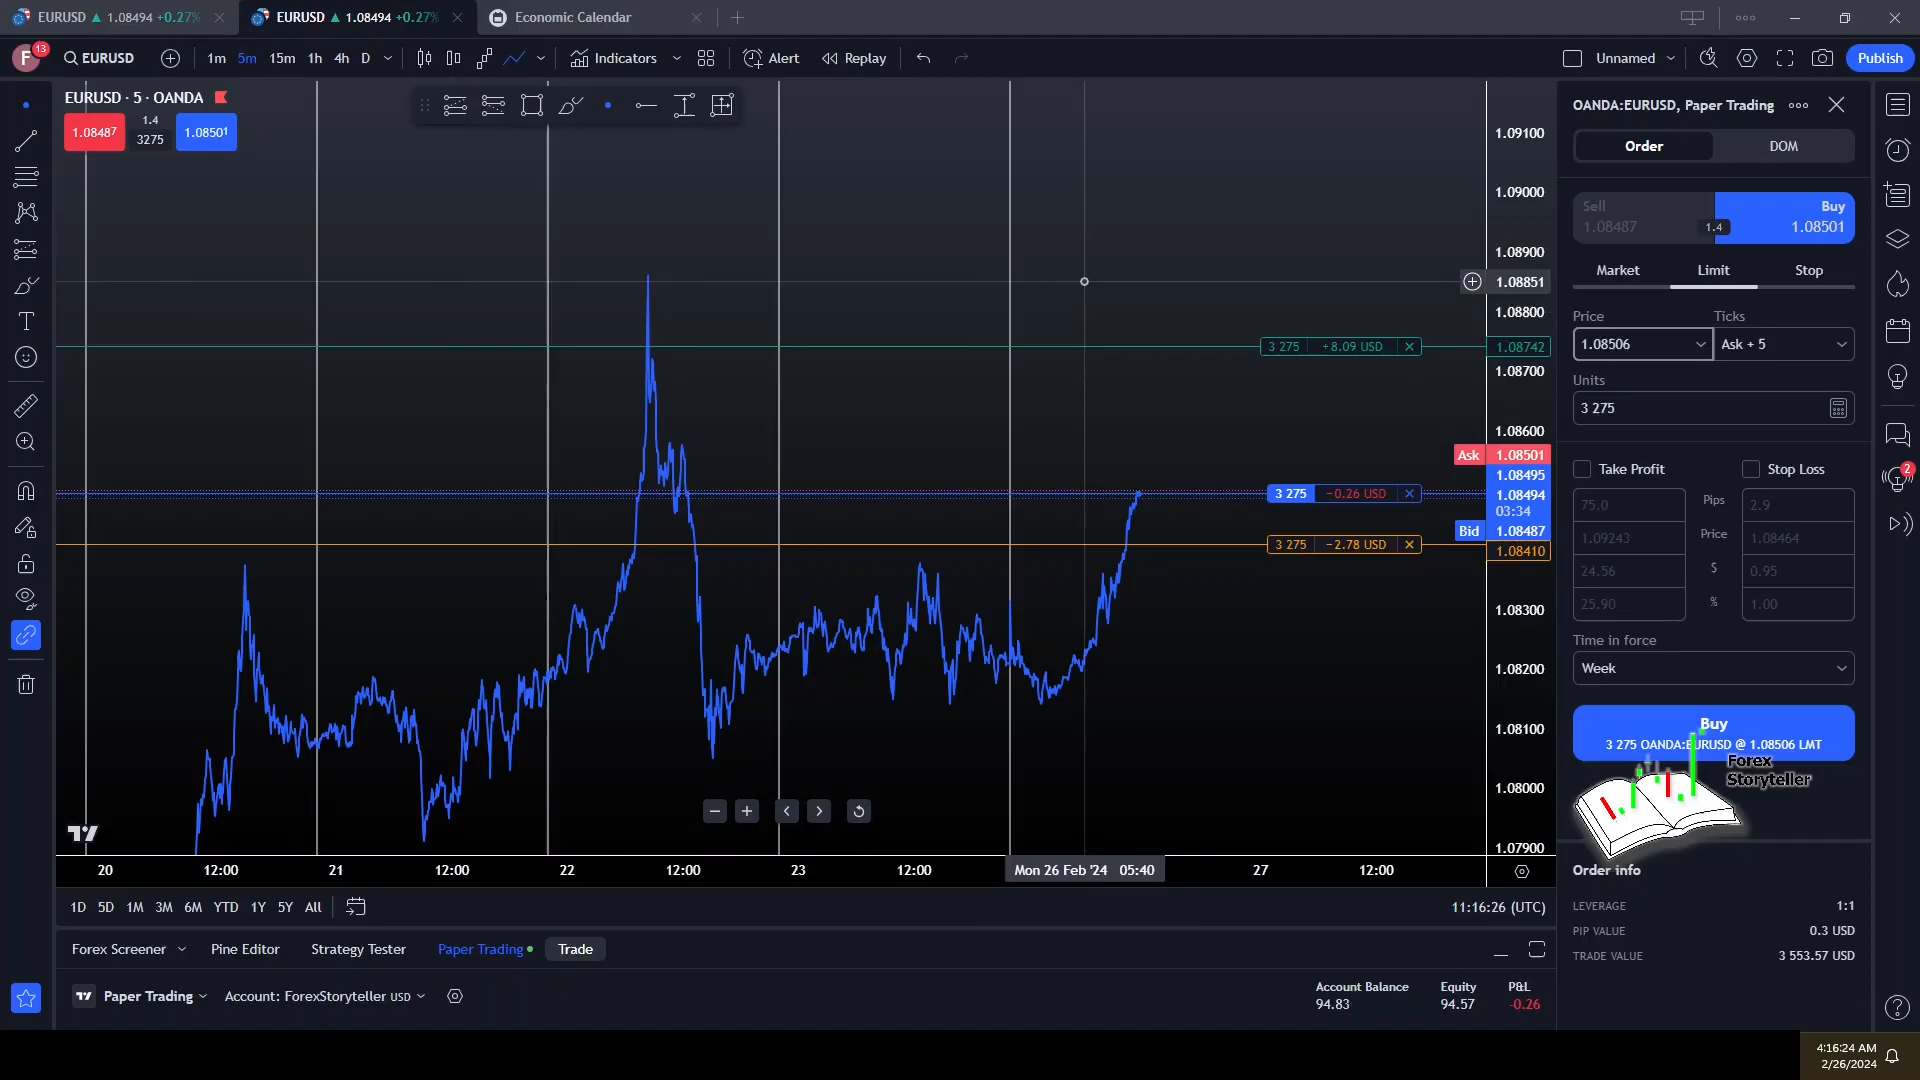 EURUSD ▲ 1.08494 +0.27%
EURUSD ▲ 1.08494 +0.27%
Economic Calendar
F 13
EURUSD
1m 5m 15m 1h 4h D
Indicators
Alert
Replay
Unnamed
Publish
EURUSD · 5 · OANDA
1.08487
1.4
3275
1.08501
1.09100
1.09000
1.08900
1.08851
1.08800
3 275 +8.09 USD
1.08742
1.08700
1.08600
Ask 1.08501
1.08495
3 275 −0.26 USD
1.08494
03:34
Bid 1.08487
3 275 −2.78 USD
1.08410
1.08300
1.08200
1.08100
1.08000
1.07900
20 12:00 21 12:00 22 12:00 23 12:00 Mon 26 Feb '24 05:40 27 12:00
1D 5D 1M 3M 6M YTD 1Y 5Y All
11:16:26 (UTC)
Forex Screener Pine Editor Strategy Tester Paper Trading Trade
Paper Trading Account: ForexStoryteller USD
Account Balance Equity P&L
94.83 94.57 -0.26
OANDA:EURUSD, Paper Trading
Order DOM
Sell Buy
1.08487 1.4 1.08501
Market Limit Stop
Price Ticks
1.08506 Ask + 5
Units
3 275
Take Profit Stop Loss
75.0 Pips 2.9
1.09243 Price 1.08464
24.56 $ 0.95
25.90 % 1.00
Time in force
Week
Buy
3 275 OANDA:EURUSD @ 1.08506 LMT
Forex
Storyteller
Order info
LEVERAGE 1:1
PIP VALUE 0.3 USD
TRADE VALUE 3 553.57 USD
2
4:16:24 AM
2/26/2024